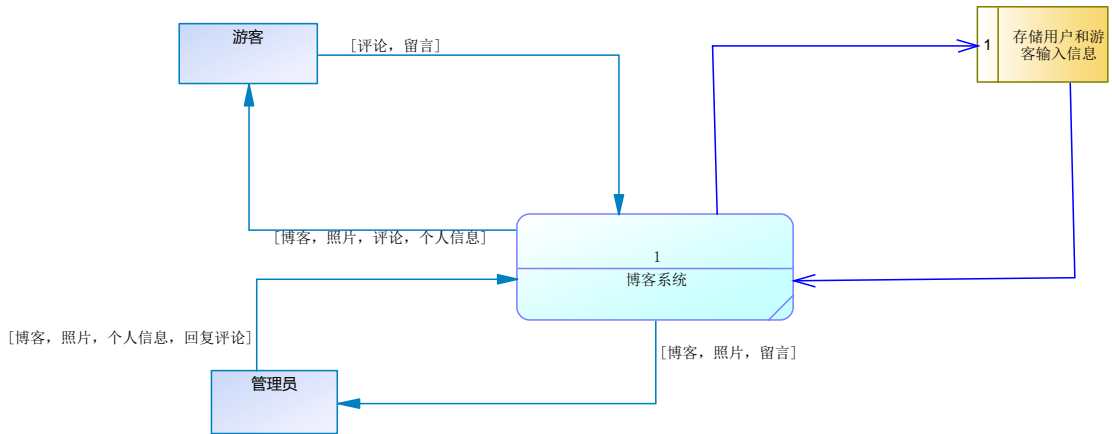 游客
[评论，留言]
1
存储用户和游
客输入信息
[博客，照片，评论，个人信息]
1
博客系统
[博客，照片，个人信息，回复评论]
[博客，照片，留言]
管理员